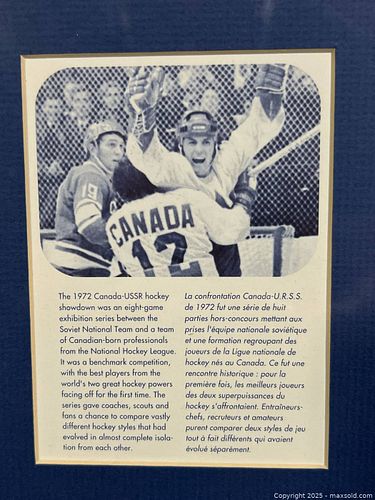 19
CANADA
12
The 1972 Canada-USSR hockey
showdown was an eight-game
exhibition series between the
Soviet National Team and a team
of Canadian-born professionals
from the National Hockey League.
It was a benchmark competition,
with the best players from the
world's two great hockey powers
facing off for the first time. The
series gave coaches, scouts and
fans a chance to compare vastly
different hockey styles that had
evolved in almost complete isola-
tion from each other.
La confrontation Canada-U.R.S.S.
de 1972 fut une série de huit
parties hors-concours mettant aux
prises l'équipe nationale soviétique
et une formation regroupant des
joueurs de la Ligue nationale de
hockey nés au Canada. Ce fut une
rencontre historique : pour la
première fois, les meilleurs joueurs
des deux superpuissances du
hockey s'affrontaient. Entraîneurs-
chefs, recruteurs et amateurs
purent comparer deux styles de jeu
tout à fait différents qui avaient
évolué séparément.
Copyright 2025 - maxsold.com